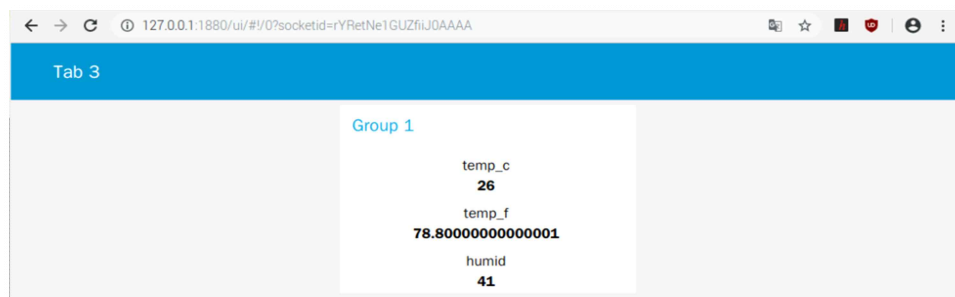 127.0.0.1:1880/ui/#!/0?socketid=rYRetNe1GUZfiiJ0AAAA
Tab 3
Group 1
temp_c
26
temp_f
78.80000000000001
humid
41